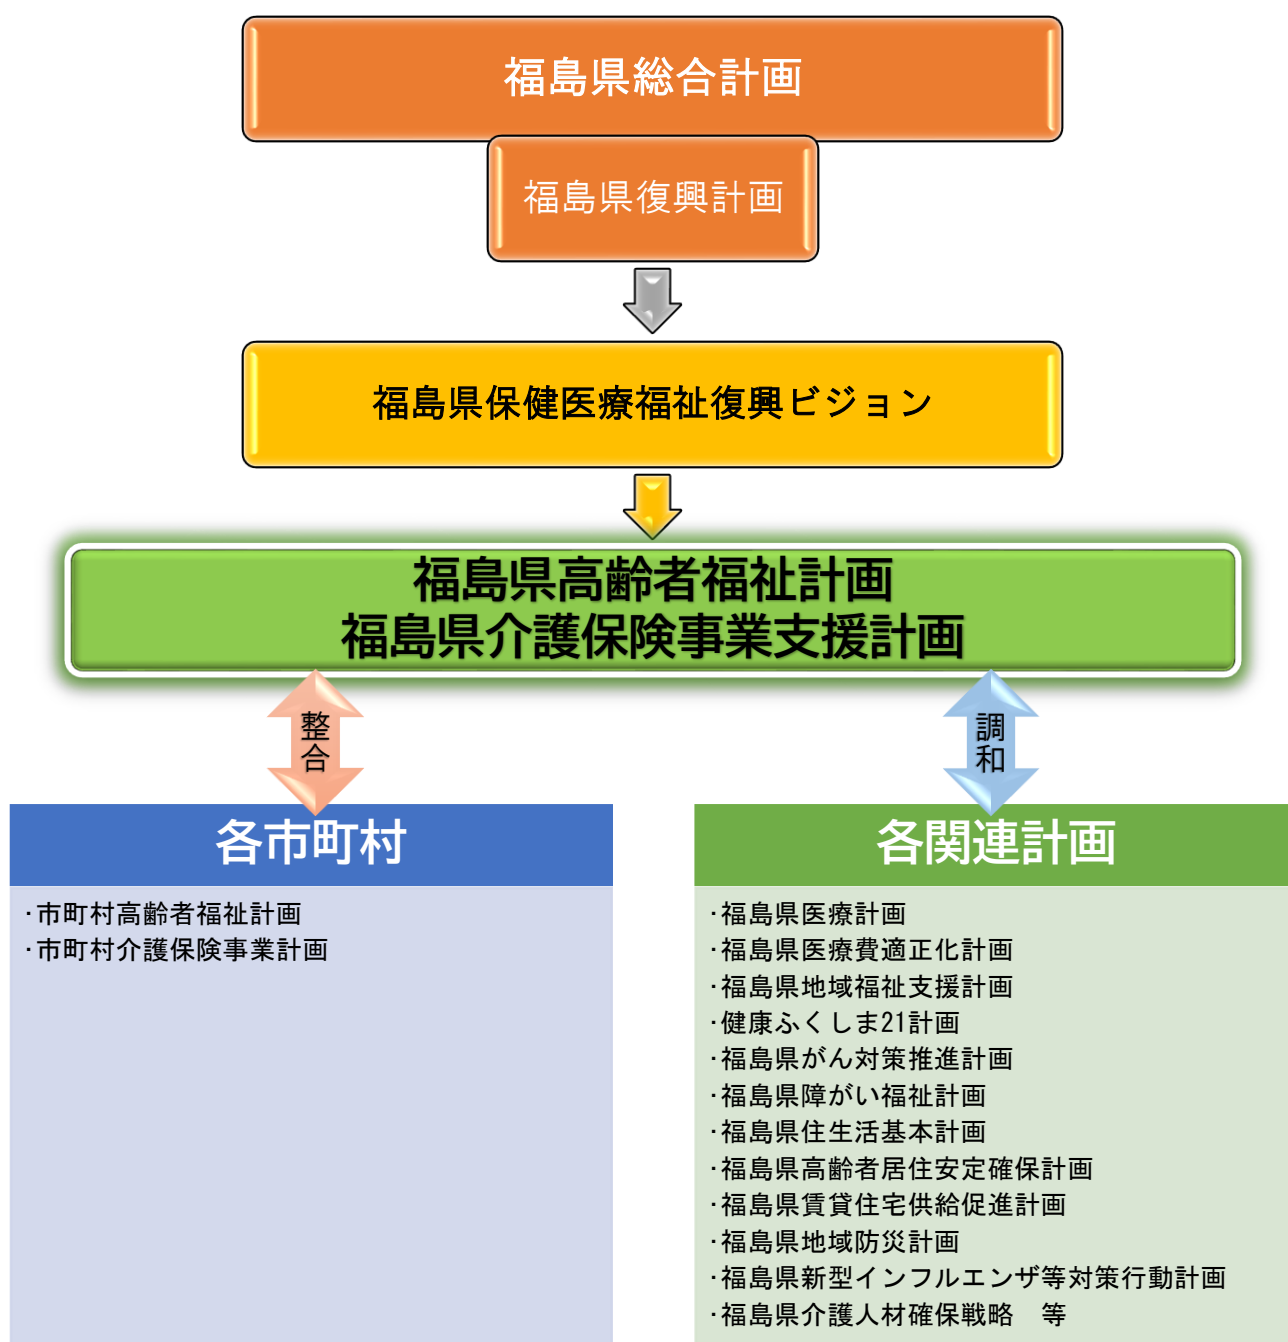 福島県総合計画
福島県復興計画
福島県保健医療福祉復興ビジョン
福島県高齢者福祉計画
福島県介護保険事業支援計画
整合
調和
各市町村
・市町村高齢者福祉計画
・市町村介護保険事業計画
各関連計画
・福島県医療計画
・福島県医療費適正化計画
・福島県地域福祉支援計画
・健康ふくしま21計画
・福島県がん対策推進計画
・福島県障がい福祉計画
・福島県住生活基本計画
・福島県高齢者居住安定確保計画
・福島県賃貸住宅供給促進計画
・福島県地域防災計画
・福島県新型インフルエンザ等対策行動計画
・福島県介護人材確保戦略　等